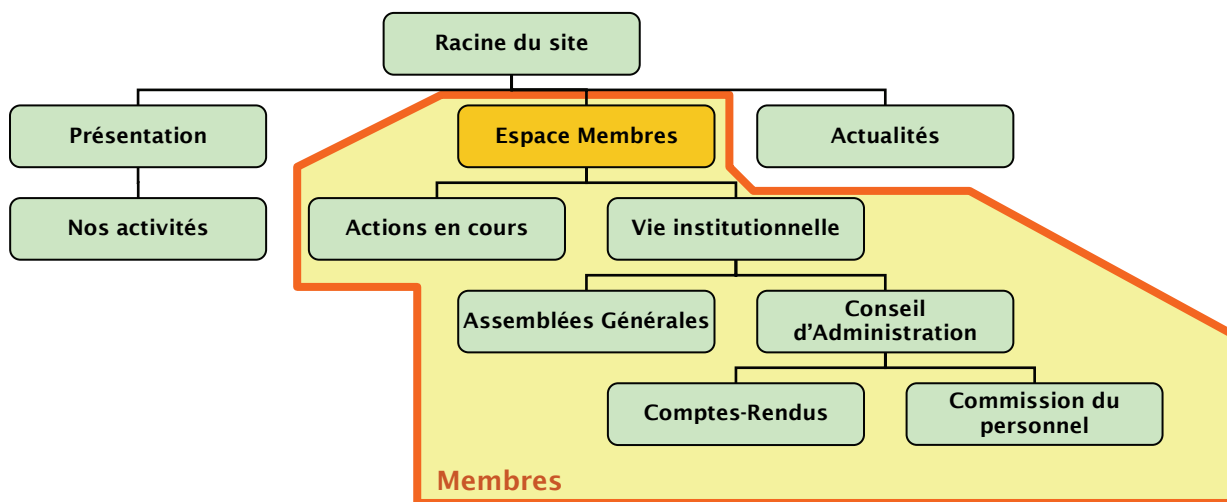 Racine du site
Présentation
Espace Membres
Actualités
Nos activités
Actions en cours
Vie institutionnelle
Assemblées Générales
Conseil
d’Administration
Comptes-Rendus
Commission du
personnel
Membres